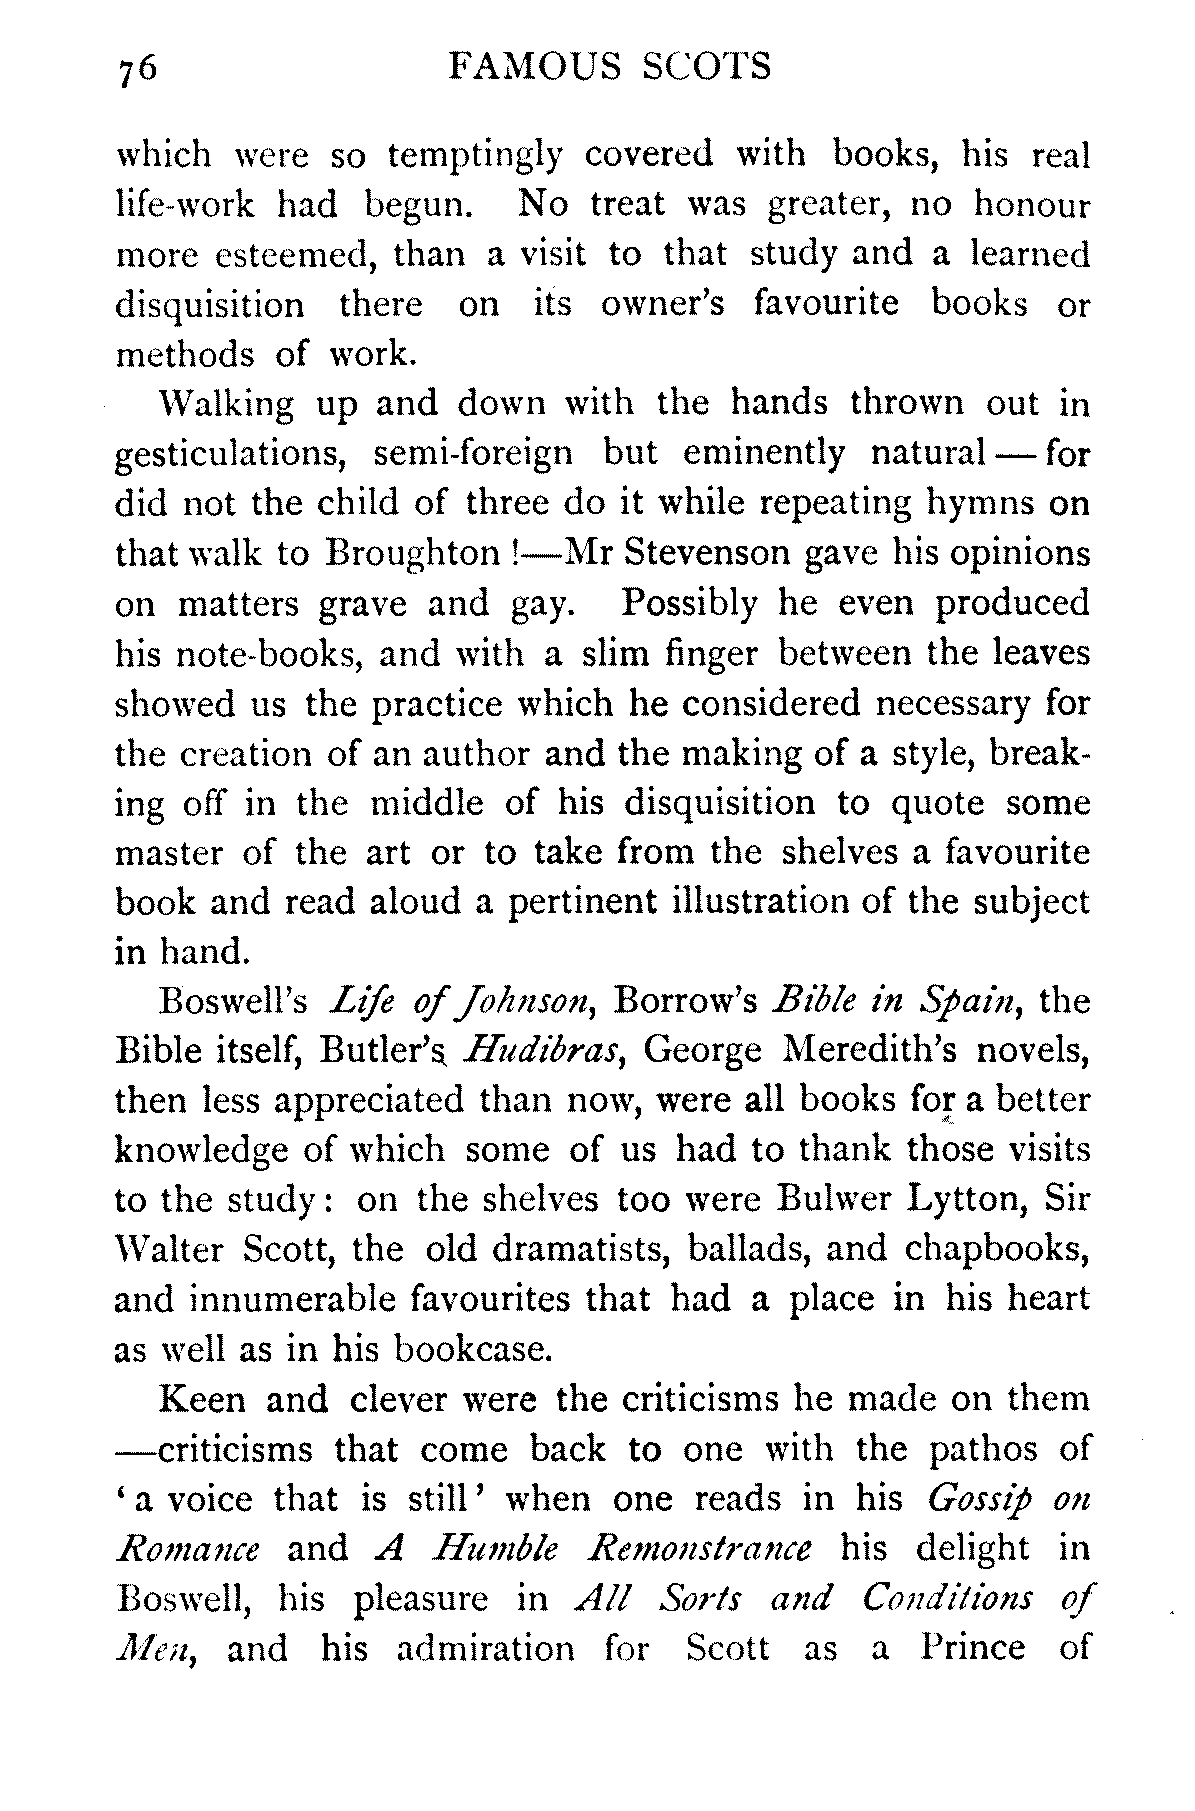 76 FAMOUS SCOTS
which were so temptingly covered with books, his real
life-work had begun. No treat was greater, no honour
more esteemed, than a visit to that study and a learned
disquisition there on its owner's favourite books or
methods of work.
Walking up and down with the hands thrown out in
gesticulations, semi-foreign but eminently natural — for
did not the child of three do it while repeating hymns on
that walk to Broughton !—Mr Stevenson gave his opinions
on matters grave and gay. Possibly he even produced
his note-books, and with a slim finger between the leaves
showed us the practice which he considered necessary for
the creation of an author and the making of a style, break-
ing off in the middle of his disquisition to quote some
master of the art or to take from the shelves a favourite
book and read aloud a pertinent illustration of the subject
in hand.
Boswell's Life of Johnson, Borrow's Bible in Spain, the
Bible itself, Butler's Hudibras, George Meredith's novels,
then less appreciated than now, were all books for a better
knowledge of which some of us had to thank those visits
to the study : on the shelves too were Bulwer Lytton, Sir
Walter Scott, the old dramatists, ballads, and chapbooks,
and innumerable favourites that had a place in his heart
as well as in his bookcase.
Keen and clever were the criticisms he made on them
—criticisms that come back to one with the pathos of
‘ a voice that is still ’ when one reads in his Gossip on
Romance and A Humble Remonstrance his delight in
Boswell, his pleasure in All Sorts and Conditions of
Men, and his admiration for Scott as a Prince of